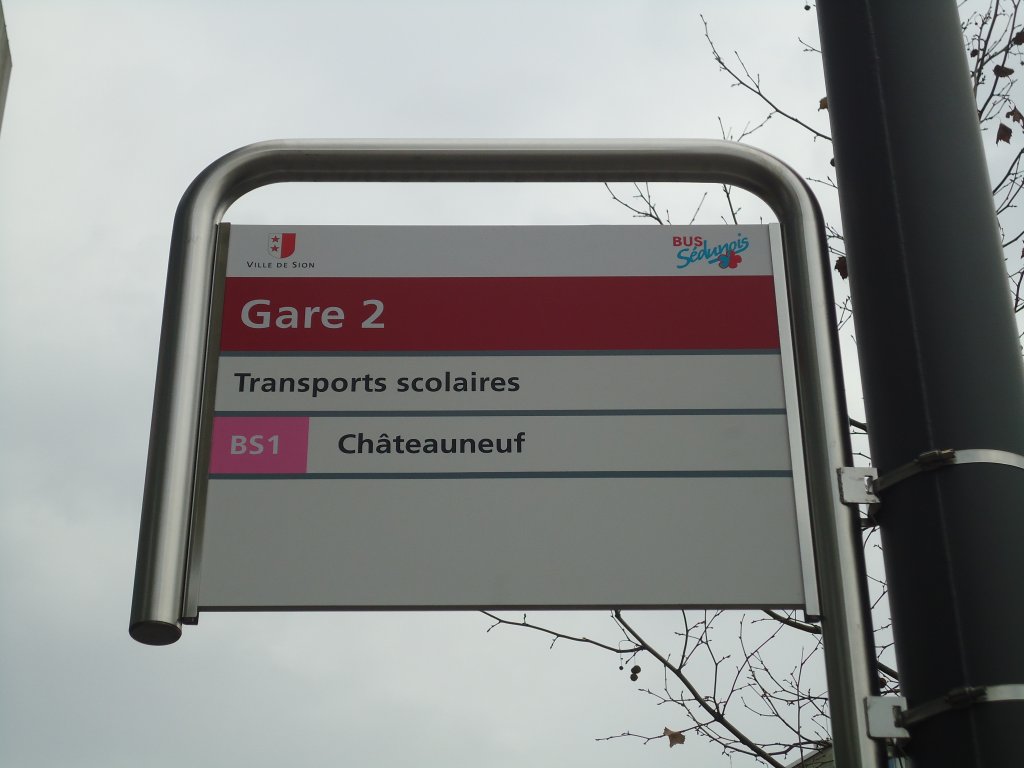 VILLE DE SION
BUS
Sédunois
Gare 2
Transports scolaires
BS1 Châteauneuf